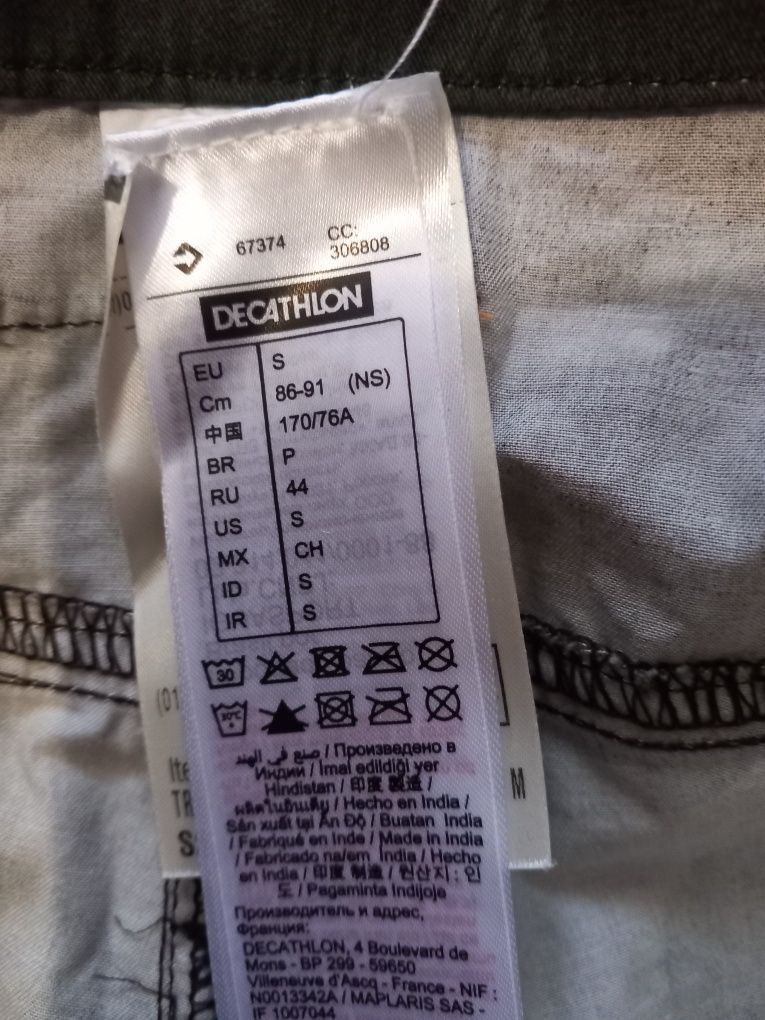 67374 CC: 306808
DECATHLON
EU S
Cm 86-91 (NS)
中国 170/76A
BR P
RU 44
US S
MX CH
ID S
IR S
30
30°C
صنع في الهند / Произведено в
Индии / İmal edildiği yer
Hindistan / 印度 製造 /
ผลิตในอินเดีย / Hecho en India /
Sản xuất tại Ấn Độ / Buatan India
/ Fabriqué en Inde / Made in India
/ Fabricado na/em India / Hecho
en India / 印度 制造 / 원산지 : 인
도 / Pagaminta Indijoje
Производитель и адрес,
Франция:
DECATHLON, 4 Boulevard de
Mons - BP 299 - 59650
Villeneuve d'Ascq - France - NIF :
N0013342A / MAPLARIS SAS -
IF 1007044
(01
Ite
TR
S
M